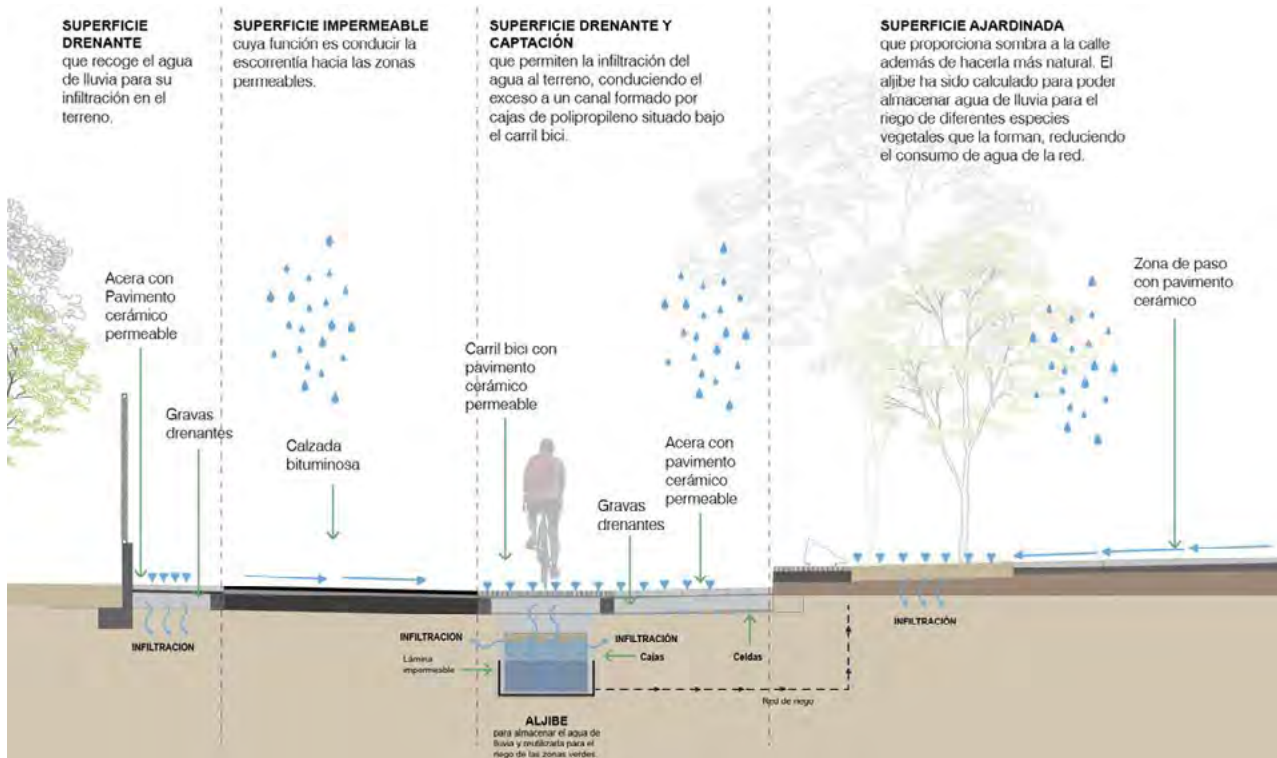 SUPERFICIE
DRENANTE
que recoge el agua
de lluvia para su
infiltración en el
terreno.
SUPERFICIE IMPERMEABLE
cuya función es conducir la
escorrentía hacia las zonas
permeables.
SUPERFICIE DRENANTE Y
CAPTACIÓN
que permiten la infiltración del
agua al terreno, conduciendo el
exceso a un canal formado por
cajas de polipropileno situado bajo
el carril bici.
SUPERFICIE AJARDINADA
que proporciona sombra a la calle
además de hacerla más natural. El
aljibe ha sido calculado para poder
almacenar agua de lluvia para el
riego de diferentes especies
vegetales que la forman, reduciendo
el consumo de agua de la red.
Acera con
Pavimento
cerámico
permeable
Gravas
drenantes
Calzada
bituminosa
Carril bici con
pavimento
cerámico
permeable
Gravas
drenantes
Acera con
pavimento
cerámico
permeable
Zona de paso
con pavimento
cerámico
INFILTRACION
INFILTRACION
Lámina
impermeable
INFILTRACIÓN
Cajas
Celdas
INFILTRACIÓN
Red de riego
ALJIBE
para almacenar el agua de
lluvia y reutilizarla para el
riego de las zonas verdes.